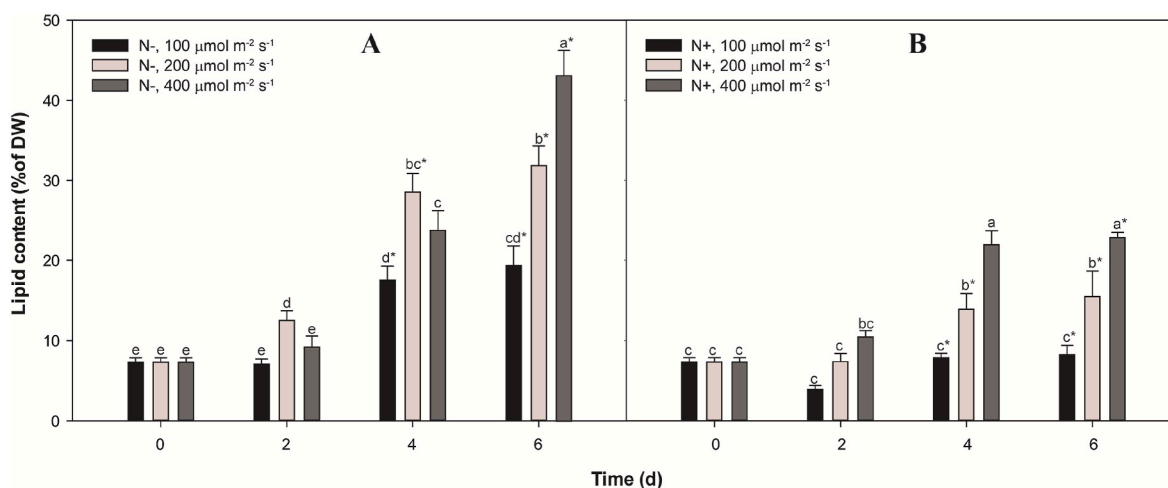 50
40
30
20
10
0
Lipid content (% of DW)
A
N-, 100 μmol m⁻² s⁻¹
N-, 200 μmol m⁻² s⁻¹
N-, 400 μmol m⁻² s⁻¹
e e e
e d e
d* bc* c
cd* b* a*
0 2 4 6
B
N+, 100 μmol m⁻² s⁻¹
N+, 200 μmol m⁻² s⁻¹
N+, 400 μmol m⁻² s⁻¹
c c c
c c bc
c* b* a
c* b* a*
0 2 4 6
Time (d)